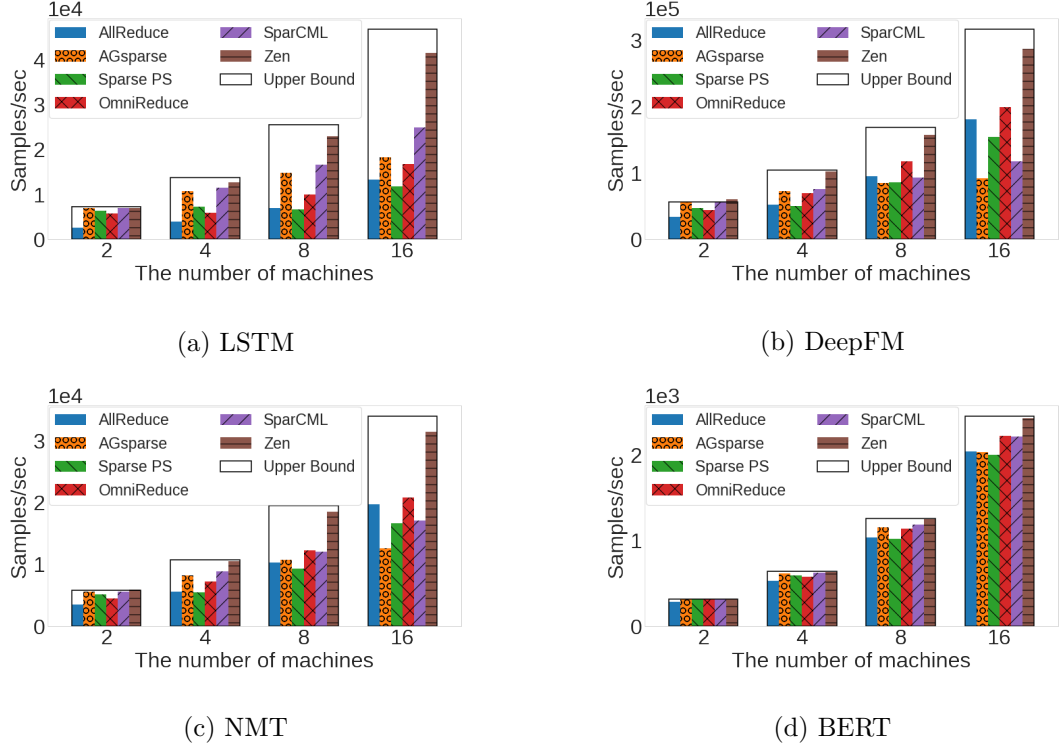 1e4
AllReduce
AGsparse
Sparse PS
OmniReduce
SparCML
Zen
Upper Bound
Samples/sec
4
3
2
1
0
2 4 8 16
The number of machines
(a) LSTM
1e5
AllReduce
AGsparse
Sparse PS
OmniReduce
SparCML
Zen
Upper Bound
Samples/sec
3
2
1
0
2 4 8 16
The number of machines
(b) DeepFM
1e4
AllReduce
AGsparse
Sparse PS
OmniReduce
SparCML
Zen
Upper Bound
Samples/sec
3
2
1
0
2 4 8 16
The number of machines
(c) NMT
1e3
AllReduce
AGsparse
Sparse PS
OmniReduce
SparCML
Zen
Upper Bound
Samples/sec
2
1
0
2 4 8 16
The number of machines
(d) BERT